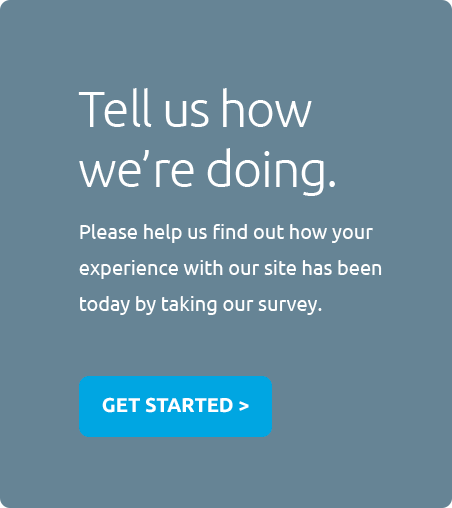 Tell us how
we’re doing.
Please help us find out how your
experience with our site has been
today by taking our survey.
GET STARTED >